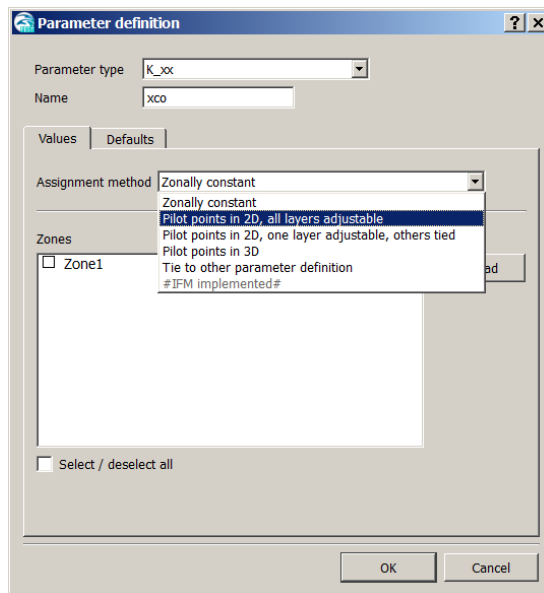 Parameter definition
Parameter type K_xx
Name xco
Values Defaults
Assignment method Zonally constant
Zonally constant
Pilot points in 2D, all layers adjustable
Pilot points in 2D, one layer adjustable, others tied
Pilot points in 3D
Tie to other parameter definition
#IFM implemented#
Zones
Zone1
Select / deselect all
OK Cancel